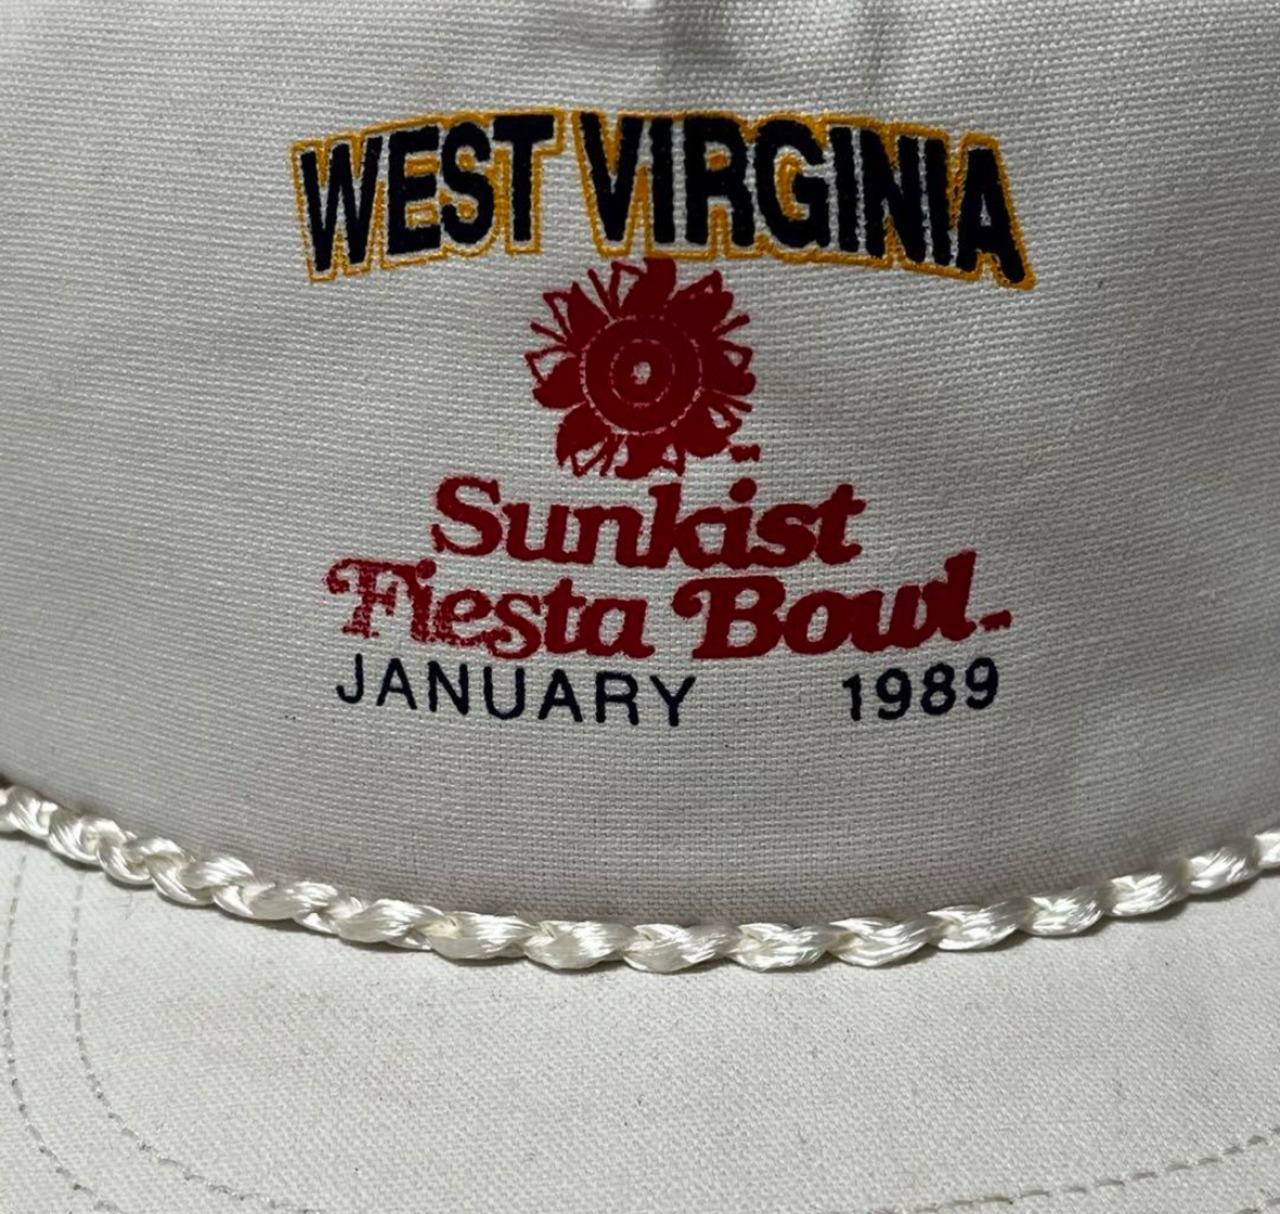 WEST VIRGINIA
Sunkist
Fiesta Bowl
JANUARY 1989